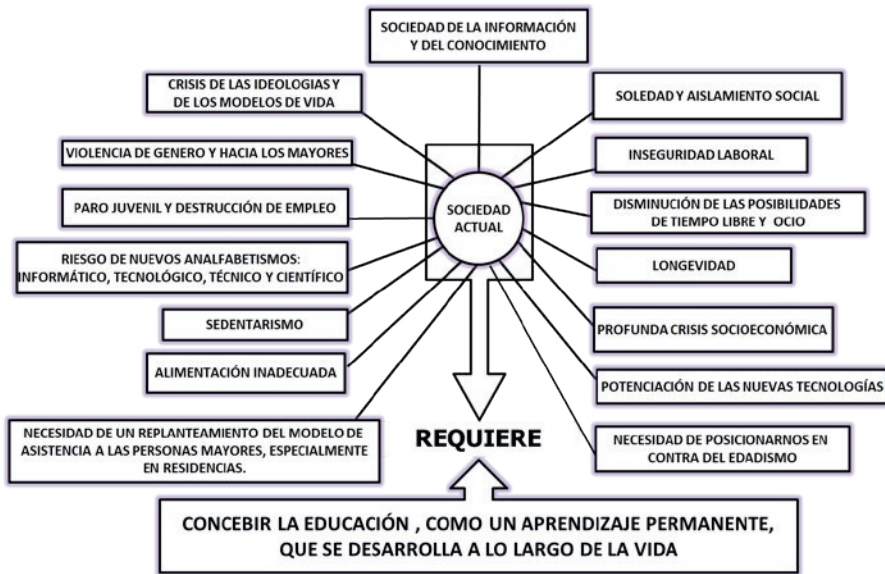 SOCIEDAD DE LA INFORMACIÓN
Y DEL CONOCIMIENTO
CRISIS DE LAS IDEOLOGIAS Y
DE LOS MODELOS DE VIDA
SOLEDAD Y AISLAMIENTO SOCIAL
VIOLENCIA DE GENERO Y HACIA LOS MAYORES
INSEGURIDAD LABORAL
PARO JUVENIL Y DESTRUCCIÓN DE EMPLEO
SOCIEDAD
ACTUAL
DISMINUCIÓN DE LAS POSIBILIDADES
DE TIEMPO LIBRE Y OCIO
RIESGO DE NUEVOS ANALFABETISMOS:
INFORMÁTICO, TECNOLÓGICO, TÉCNICO Y CIENTÍFICO
LONGEVIDAD
SEDENTARISMO
PROFUNDA CRISIS SOCIOECONÓMICA
ALIMENTACIÓN INADECUADA
POTENCIACIÓN DE LAS NUEVAS TECNOLOGÍAS
NECESIDAD DE UN REPLANTEAMIENTO DEL MODELO DE
ASISTENCIA A LAS PERSONAS MAYORES, ESPECIALMENTE
EN RESIDENCIAS.
REQUIERE
NECESIDAD DE POSICIONARNOS EN
CONTRA DEL EDADISMO
CONCEBIR LA EDUCACIÓN , COMO UN APRENDIZAJE PERMANENTE,
QUE SE DESARROLLA A LO LARGO DE LA VIDA